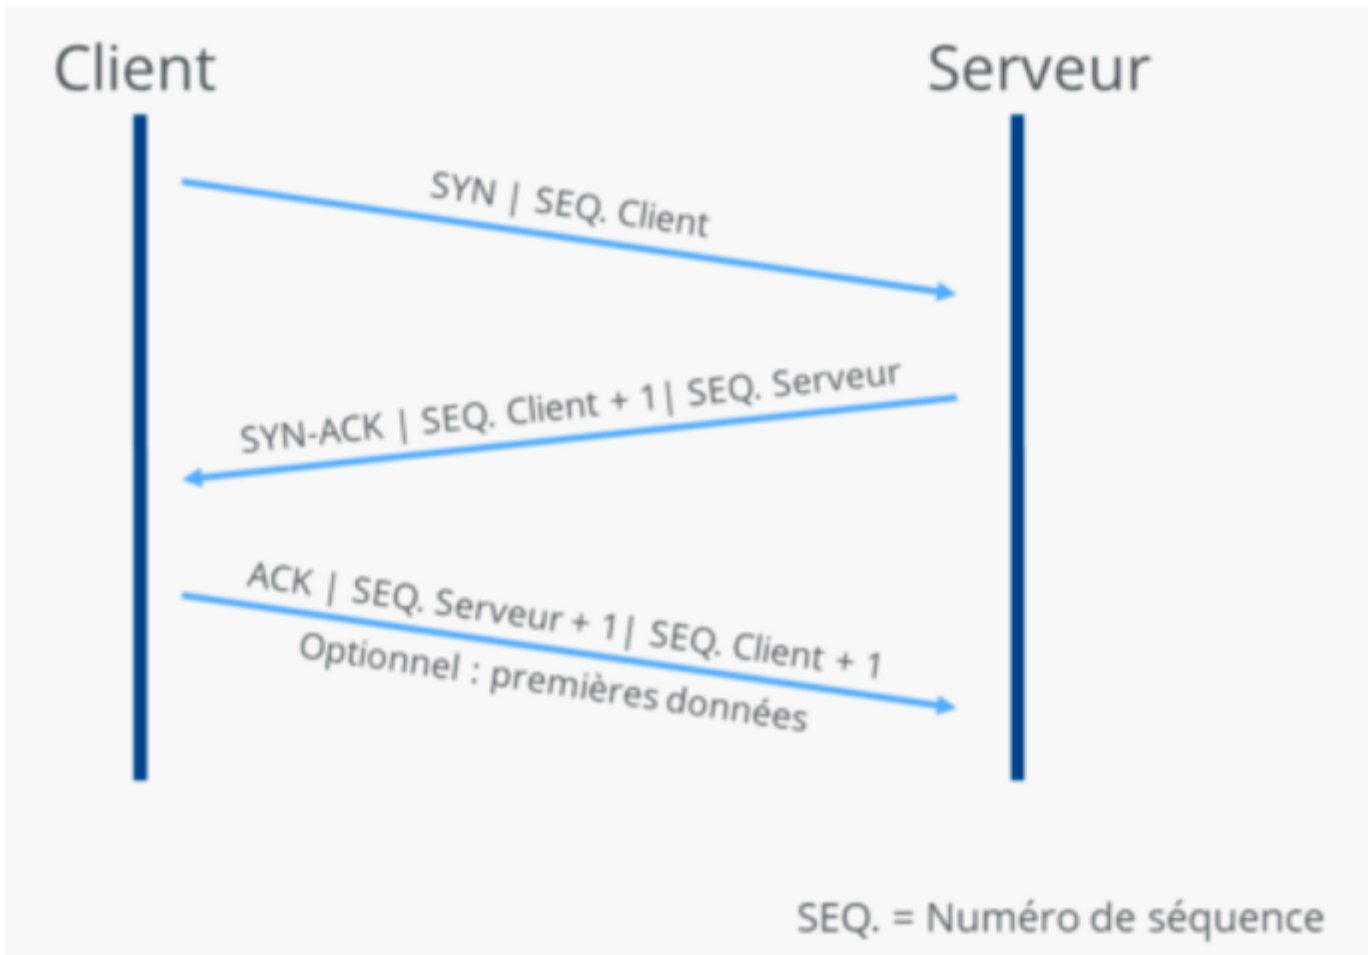 Client
Serveur
SYN | SEQ. Client
SYN-ACK | SEQ. Client + 1| SEQ. Serveur
ACK | SEQ. Serveur + 1| SEQ. Client + 1
Optionnel : premières données
SEQ. = Numéro de séquence